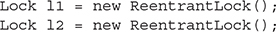 Lock l1 = new ReentrantLock();
Lock l2 = new ReentrantLock();